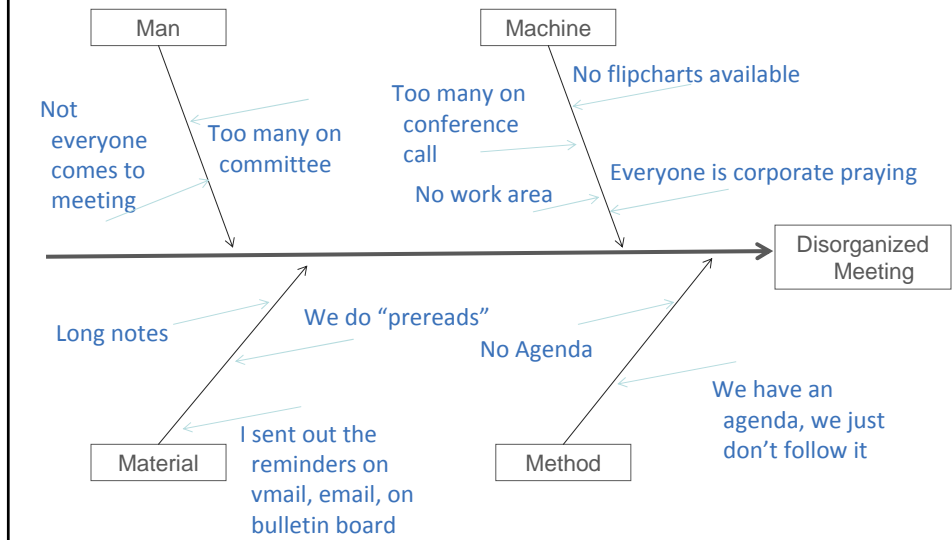 Man
Machine
No flipcharts available
Too many on
conference
call
Not
everyone
comes to
meeting
Too many on
committee
Everyone is corporate praying
No work area
Disorganized
Meeting
Long notes
We do “prereads”
No Agenda
We have an
agenda, we just
don’t follow it
I sent out the
reminders on
vmail, email, on
bulletin board
Material
Method